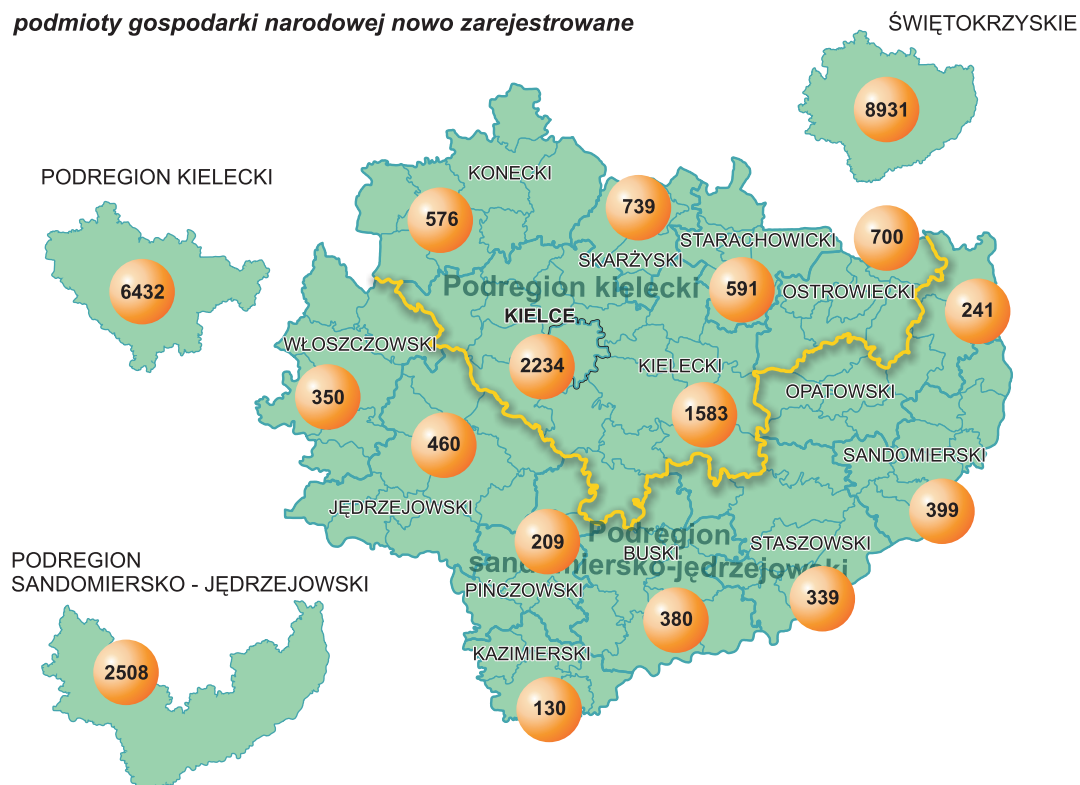 podmioty gospodarki narodowej nowo zarejestrowane
ŚWIĘTOKRZYSKIE
8931
PODREGION KIELECKI
6432
KONECKI
576
739
SKARŻYSKI
STARACHOWICKI
700
Podregion kielecki
591
OSTROWIECKI
241
KIELCE
WŁOSZCZOWSKI
2234
KIELECKI
350
OPATOWSKI
1583
460
SANDOMIERSKI
JĘDRZEJOWSKI
399
209
Podregion
sandomiersko-jędrzejowski
BUSKI
STASZOWSKI
PIŃCZOWSKI
339
380
KAZIMIERSKI
130
PODREGION
SANDOMIERSKO - JĘDRZEJOWSKI
2508